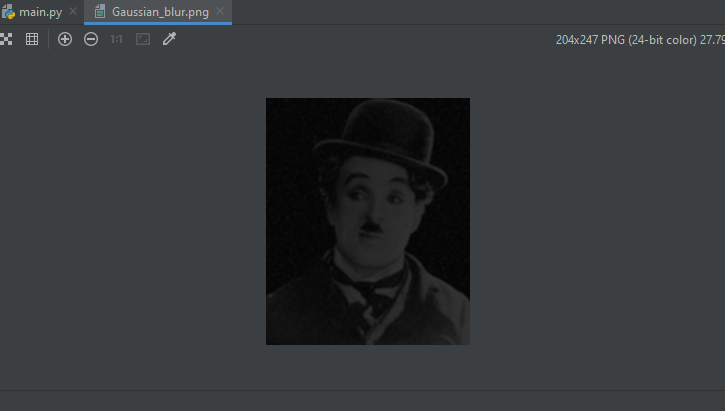 main.py Gaussian_blur.png
1:1 204x247 PNG (24-bit color) 27.79